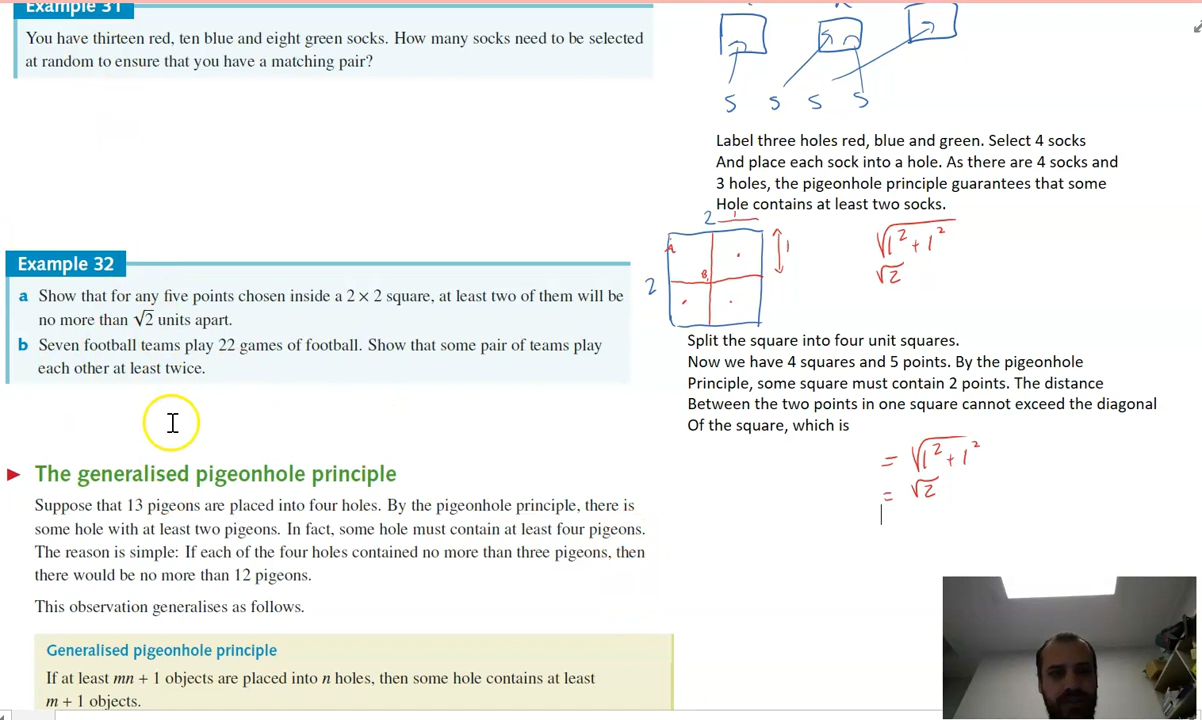 Example 31
You have thirteen red, ten blue and eight green socks. How many socks need to be selected
at random to ensure that you have a matching pair?
Example 32
a Show that for any five points chosen inside a 2 × 2 square, at least two of them will be
no more than √2 units apart.
b Seven football teams play 22 games of football. Show that some pair of teams play
each other at least twice.
The generalised pigeonhole principle
Suppose that 13 pigeons are placed into four holes. By the pigeonhole principle, there is
some hole with at least two pigeons. In fact, some hole must contain at least four pigeons.
The reason is simple: If each of the four holes contained no more than three pigeons, then
there would be no more than 12 pigeons.
This observation generalises as follows.
Generalised pigeonhole principle
If at least mn + 1 objects are placed into n holes, then some hole contains at least
m + 1 objects.
S S S S
Label three holes red, blue and green. Select 4 socks
And place each sock into a hole. As there are 4 socks and
3 holes, the pigeonhole principle guarantees that some
Hole contains at least two socks.
2 1
A
B
1
2
√1² + 1²
√2
Split the square into four unit squares.
Now we have 4 squares and 5 points. By the pigeonhole
Principle, some square must contain 2 points. The distance
Between the two points in one square cannot exceed the diagonal
Of the square, which is
= √1² + 1²
= √2